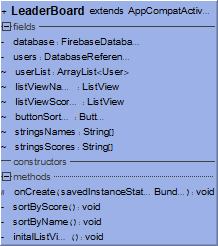 + LeaderBoard extends AppCompatActiv...
fields
- database : FirebaseDataba...
- users : DatabaseReferen...
~ userList : ArrayList<User>
~ listViewNa... : ListView
~ listViewScor... : ListView
~ buttonSort... : Butt...
~ stringsNames : String[]
~ stringsScores : String[]
constructors
methods
# onCreate(savedInstanceStat... Bund...) : void
- sortByScore() : void
- sortByName() : void
- initalListVi... () : void